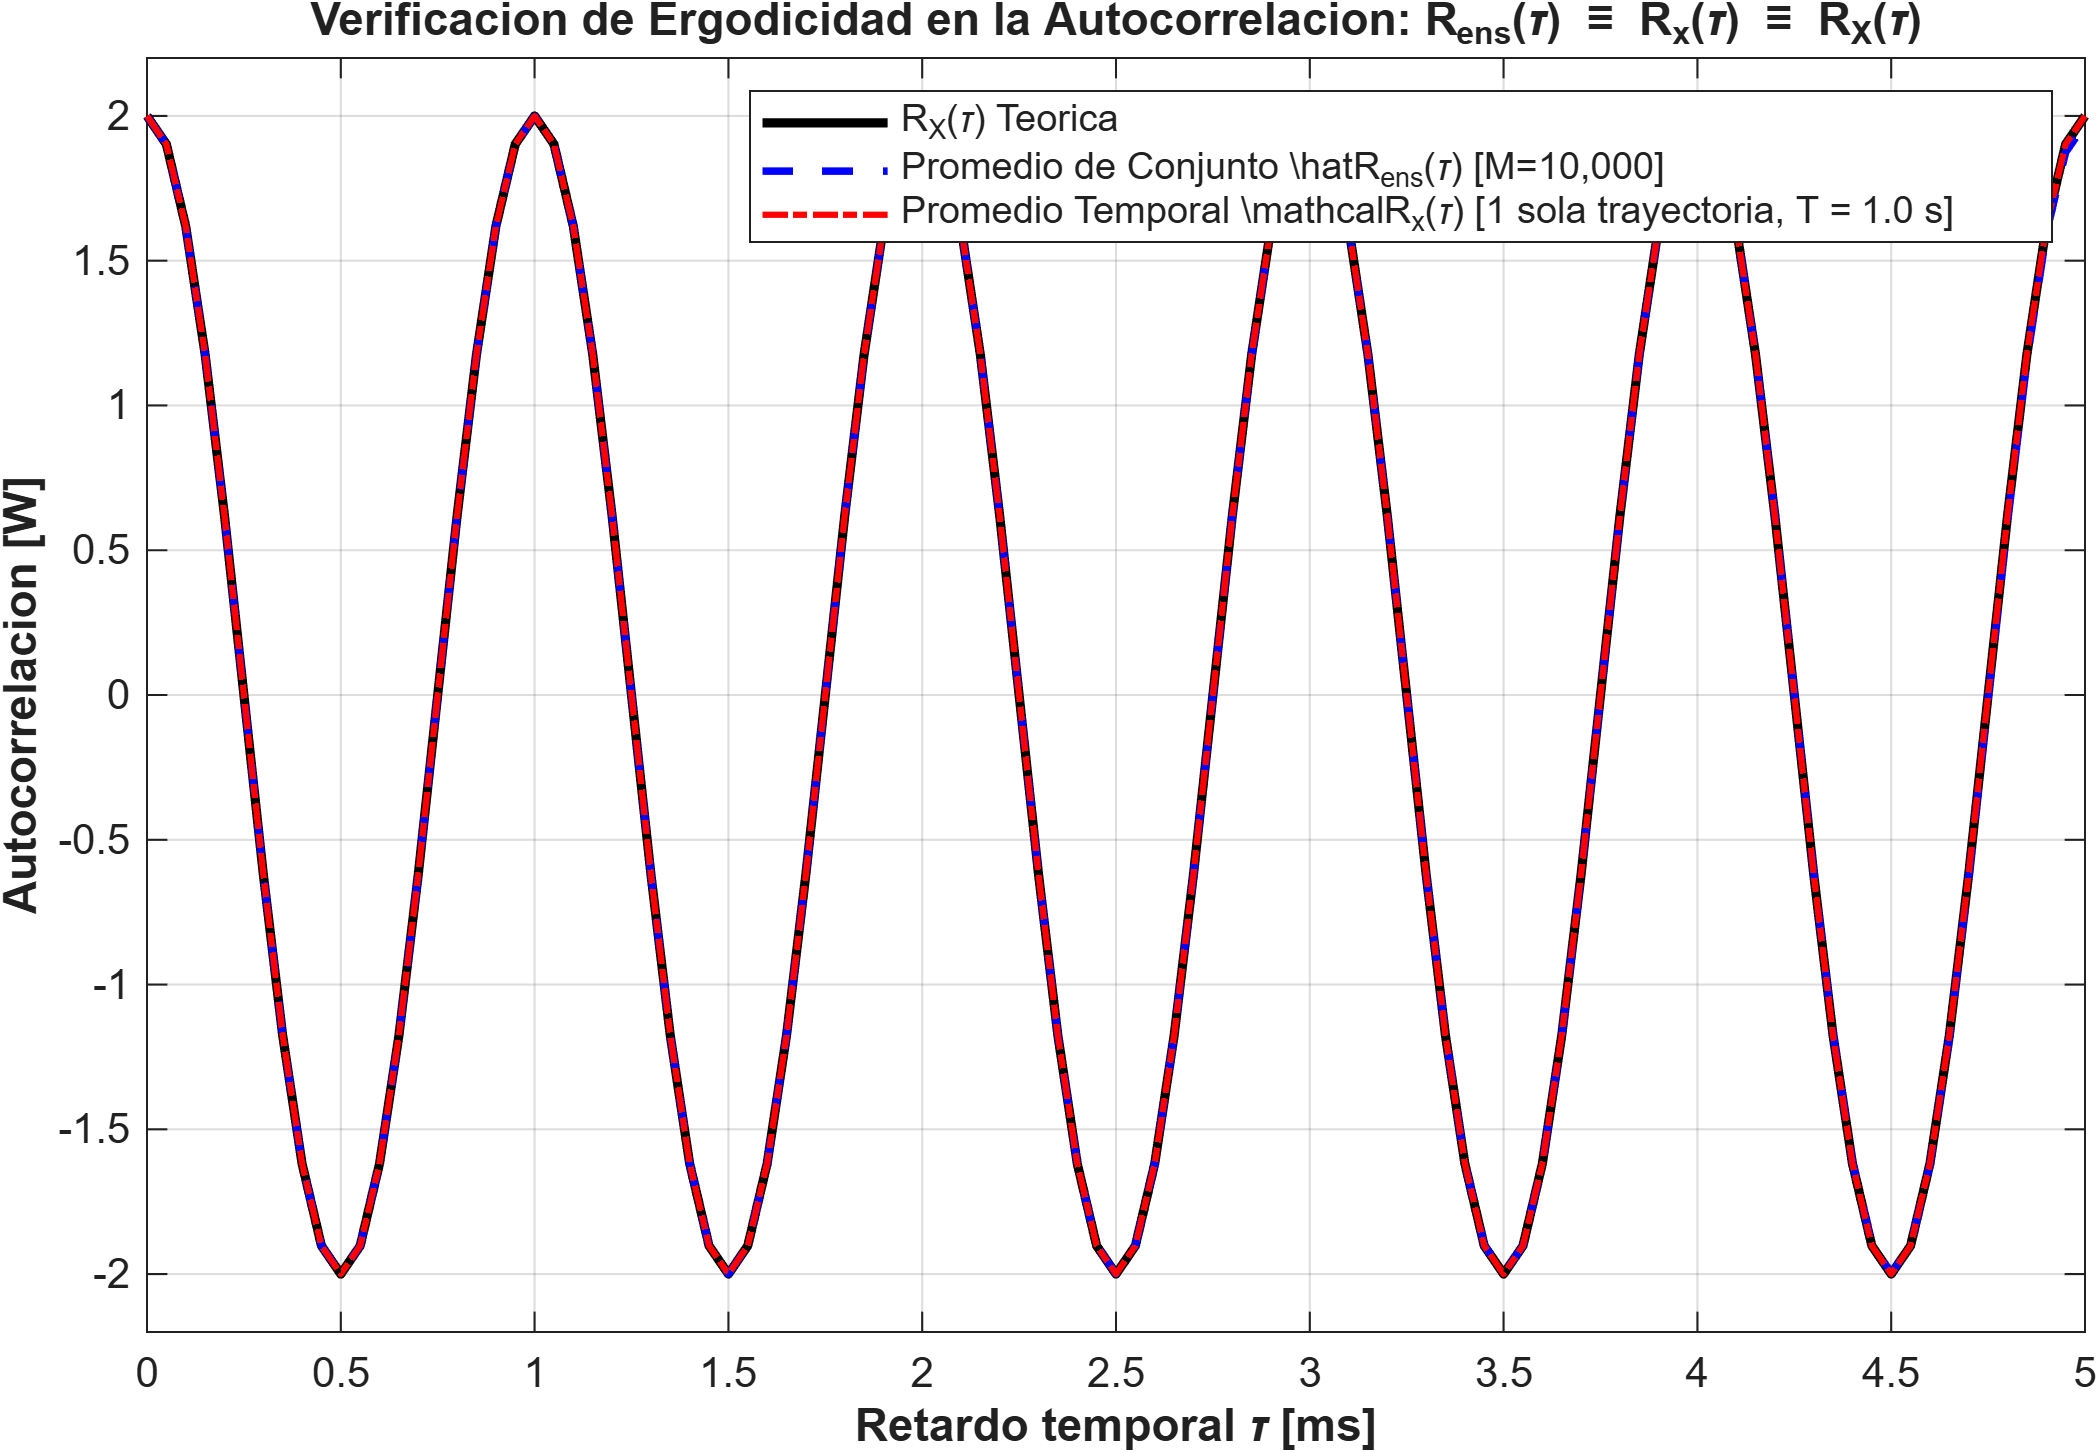 Verificacion de Ergodicidad en la Autocorrelacion: Rens(τ) ≡ Rx(τ) ≡ RX(τ)
RX(τ) Teorica
Promedio de Conjunto \hatRens(τ) [M=10,000]
Promedio Temporal \mathcalRx(τ) [1 sola trayectoria, T = 1.0 s]
Autocorrelacion [W]
2
1.5
1
0.5
0
-0.5
-1
-1.5
-2
0 0.5 1 1.5 2 2.5 3 3.5 4 4.5 5
Retardo temporal τ [ms]